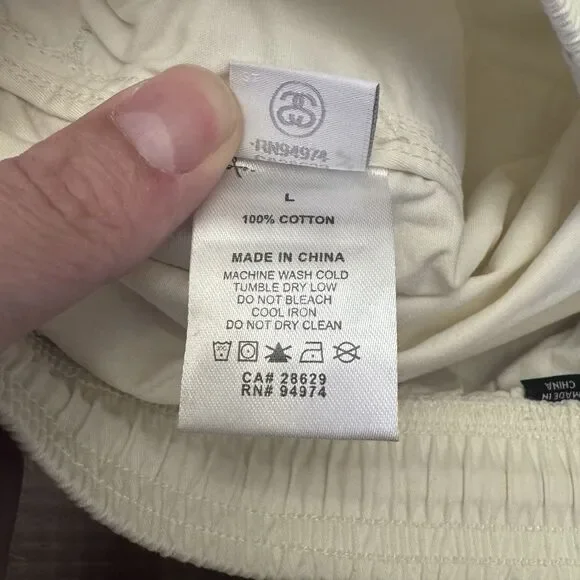 RN94974
L
100% COTTON
MADE IN CHINA
MACHINE WASH COLD
TUMBLE DRY LOW
DO NOT BLEACH
COOL IRON
DO NOT DRY CLEAN
CA# 28629
RN# 94974
MADE IN
CHINA